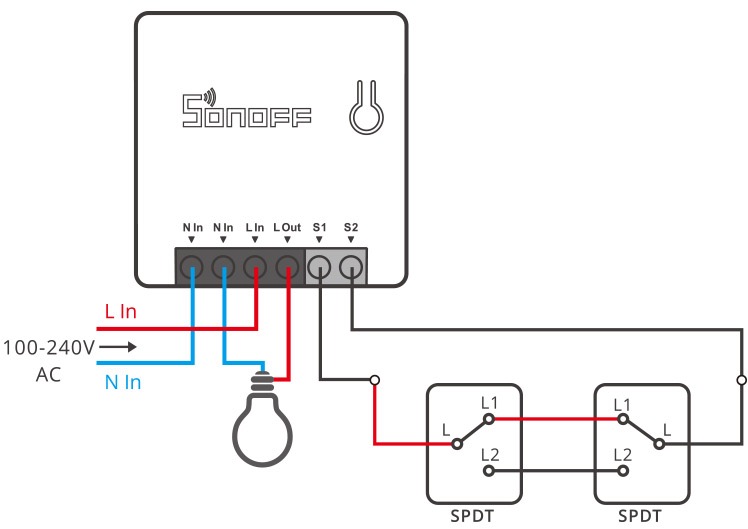 SONOFF
N In N In L In L Out S1 S2
L In
100-240V
AC
N In
L1 L1
L L
L2 L2
SPDT SPDT